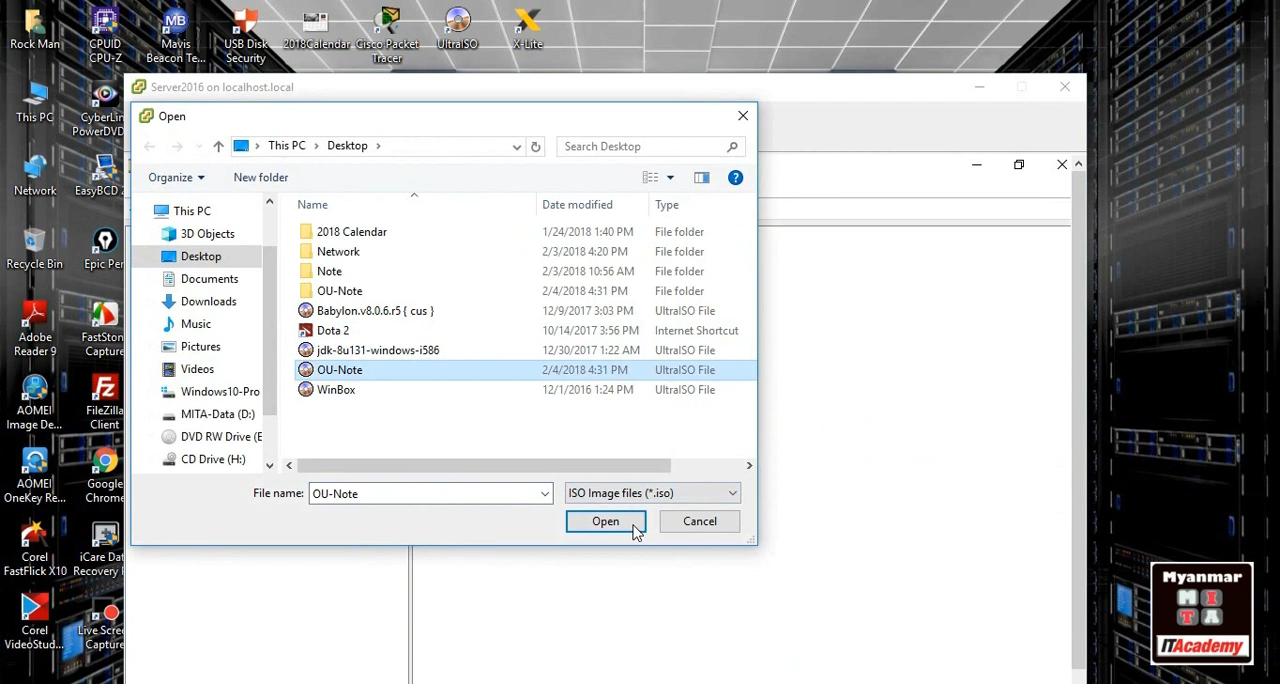 Rock Man
CPUID
CPU-Z
MB
Mavis
Beacon Te...
USB Disk
Security
2018Calendar
Cisco Packet
Tracer
UltraISO
X-Lite
This PC
CyberLin
PowerDVD
Network
EasyBCD 2
Recycle Bin
Epic Per
Adobe
Reader 9
FastStone
Capture
AOMEI
Image De...
FileZilla
Client
AOMEI
OneKey Re...
Google
Chrome
Corel
FastFlick X10
iCare Dat
Recovery
Corel
VideoStud...
Live Scree
Capture
Server2016 on localhost.local
Open
This PC > Desktop >
Search Desktop
Organize
New folder
?
Name
Date modified
Type
This PC
3D Objects
Desktop
Documents
Downloads
Music
Pictures
Videos
Windows10-Pro
MITA-Data (D:)
DVD RW Drive (E
CD Drive (H:)
2018 Calendar 1/24/2018 1:40 PM File folder
Network 2/3/2018 4:20 PM File folder
Note 2/3/2018 10:56 AM File folder
OU-Note 2/4/2018 4:31 PM File folder
Babylon.v8.0.6.r5 { cus } 12/9/2017 3:03 PM UltraISO File
Dota 2 10/14/2017 3:56 PM Internet Shortcut
jdk-8u131-windows-i586 12/30/2017 1:22 AM UltraISO File
OU-Note 2/4/2018 4:31 PM UltraISO File
WinBox 12/1/2016 1:24 PM UltraISO File
File name: OU-Note
ISO Image files (*.iso)
Open
Cancel
Myanmar
M I
T A
ITAcademy